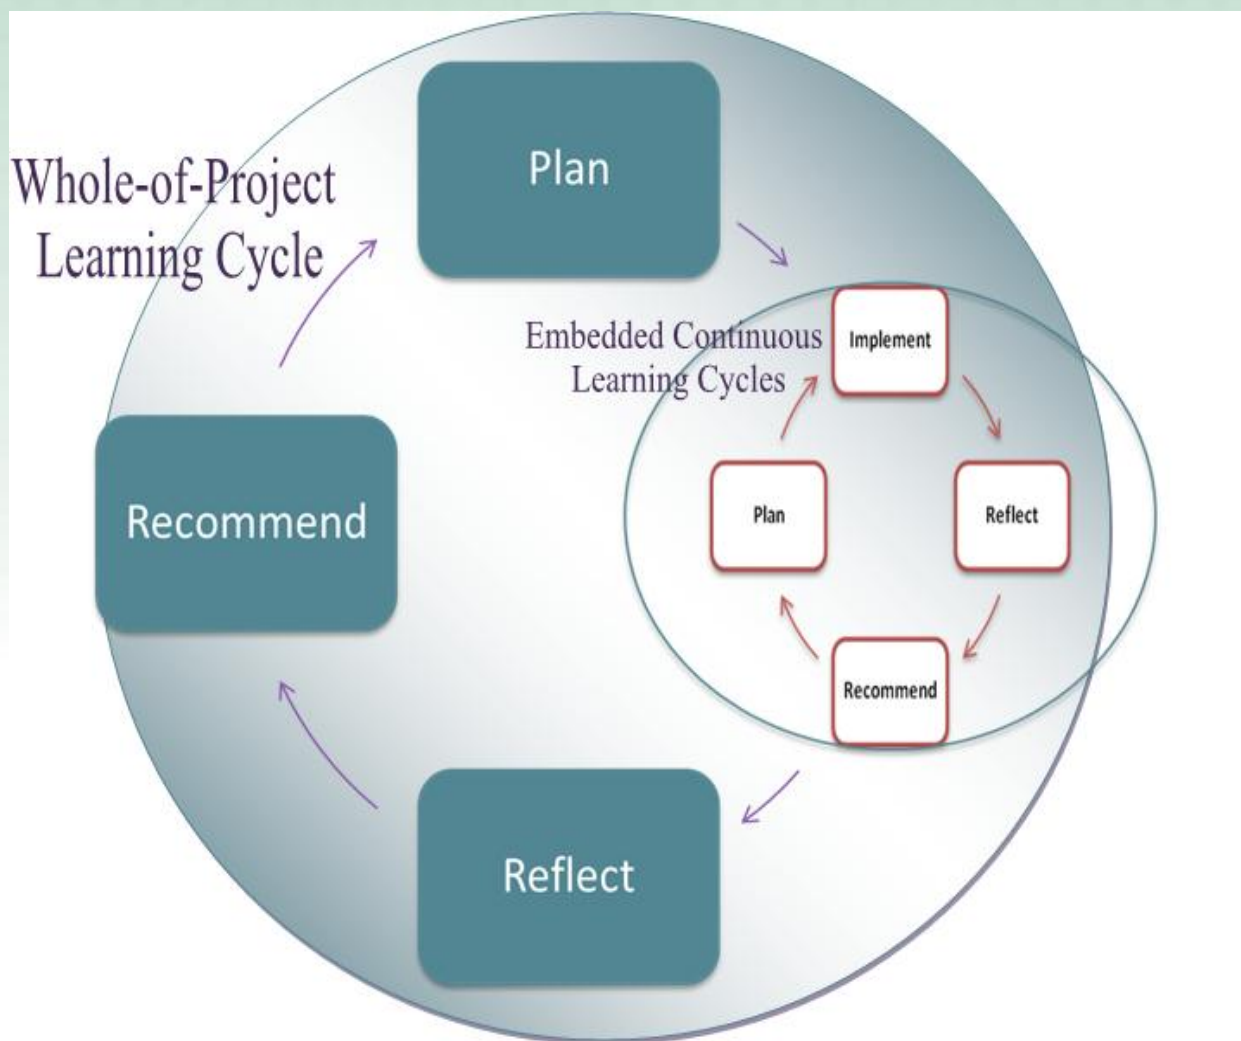 Plan
Whole-of-Project
Learning Cycle
Embedded Continuous
Learning Cycles
Implement
Plan
Reflect
Recommend
Recommend
Reflect